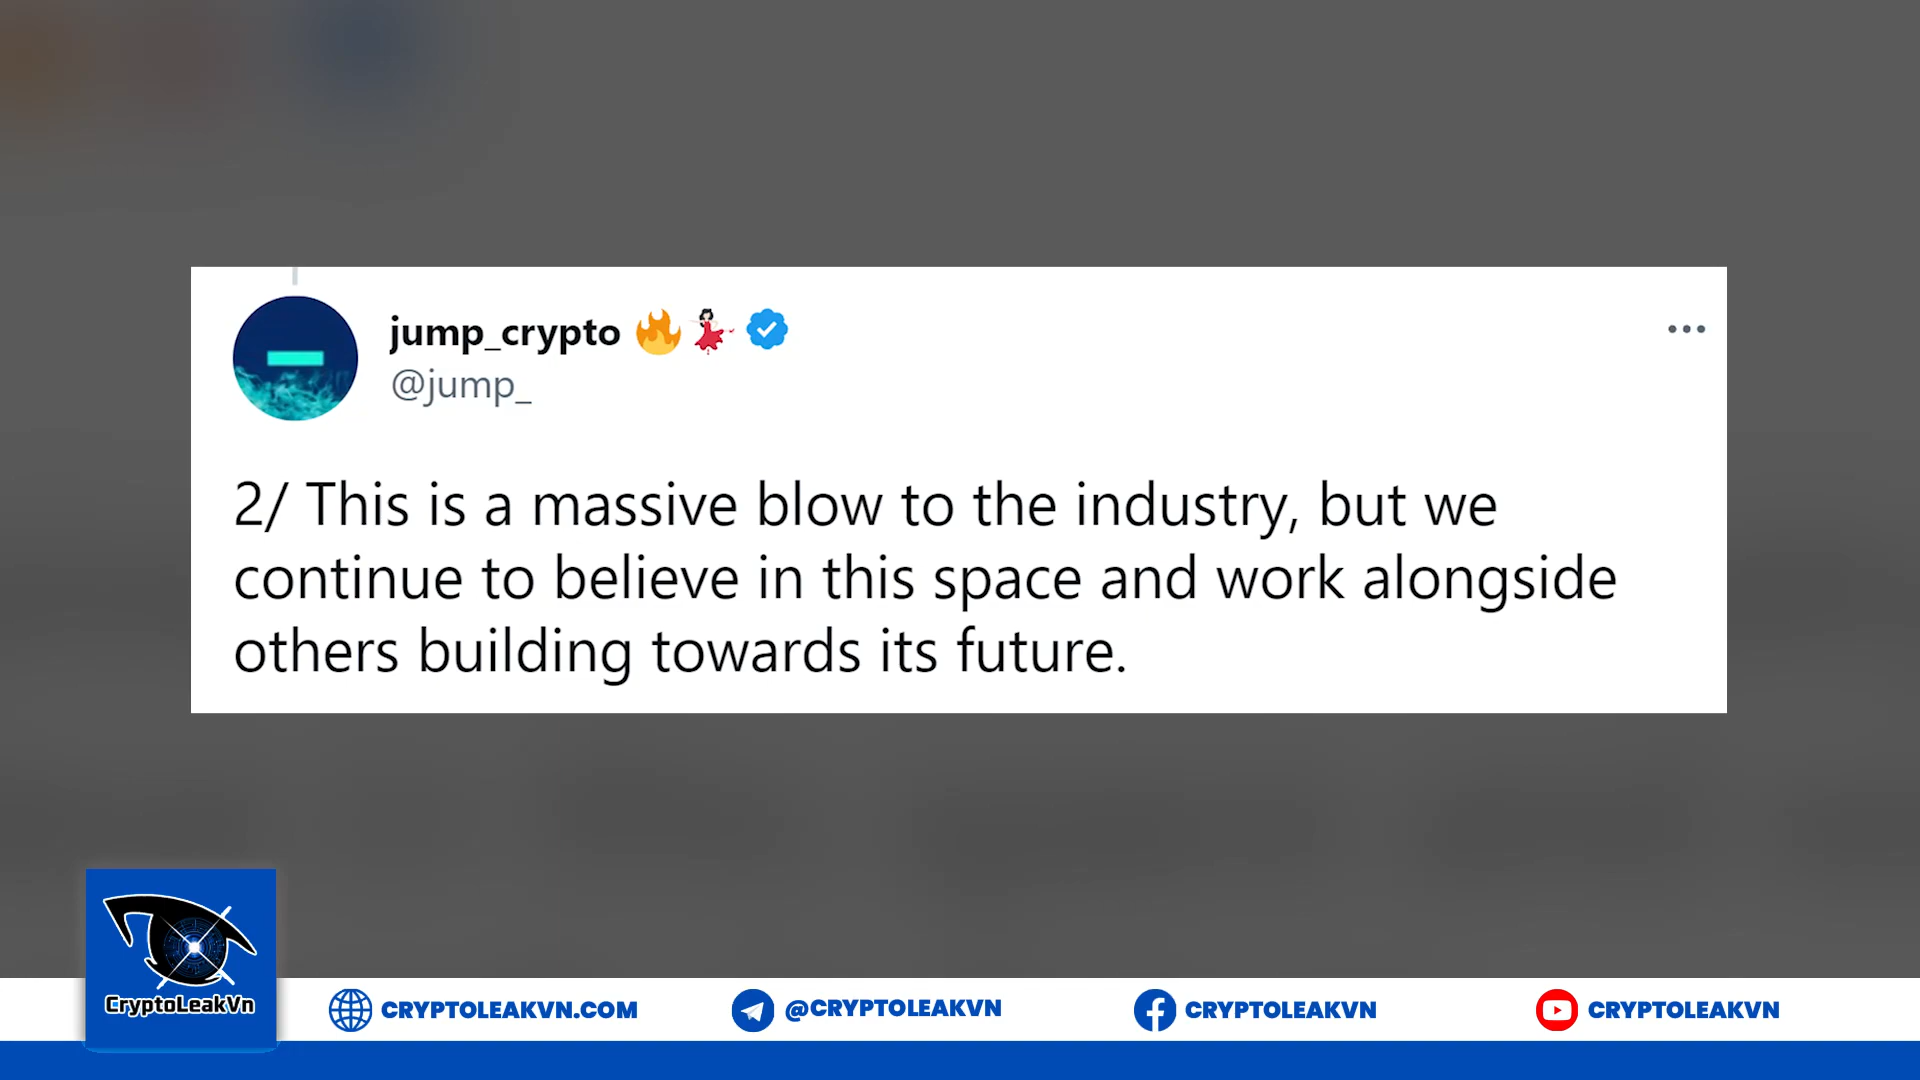 jump_crypto 🔥💃
@jump_
2/ This is a massive blow to the industry, but we
continue to believe in this space and work alongside
others building towards its future.
CryptoLeakVn
CRYPTOLEAKVN.COM
@CRYPTOLEAKVN
CRYPTOLEAKVN
CRYPTOLEAKVN